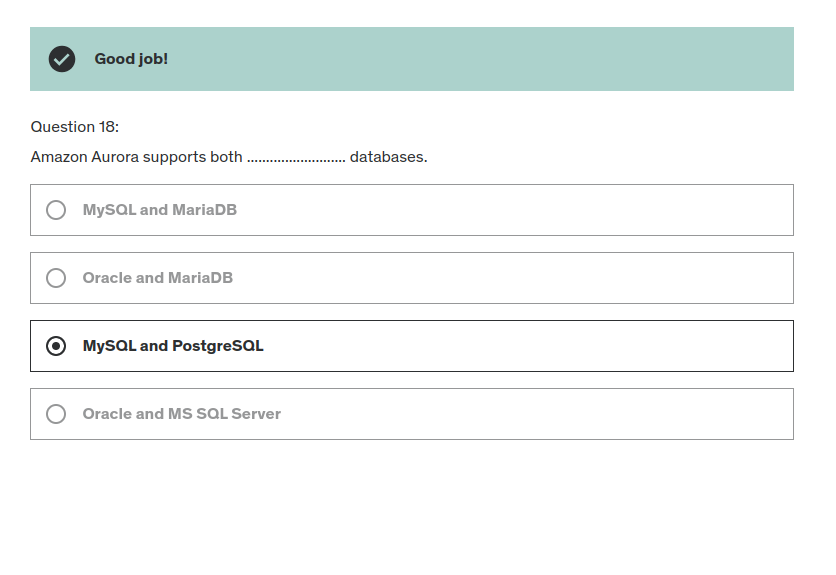 Good job!
Question 18:
Amazon Aurora supports both .......................... databases.
MySQL and MariaDB
Oracle and MariaDB
MySQL and PostgreSQL
Oracle and MS SQL Server